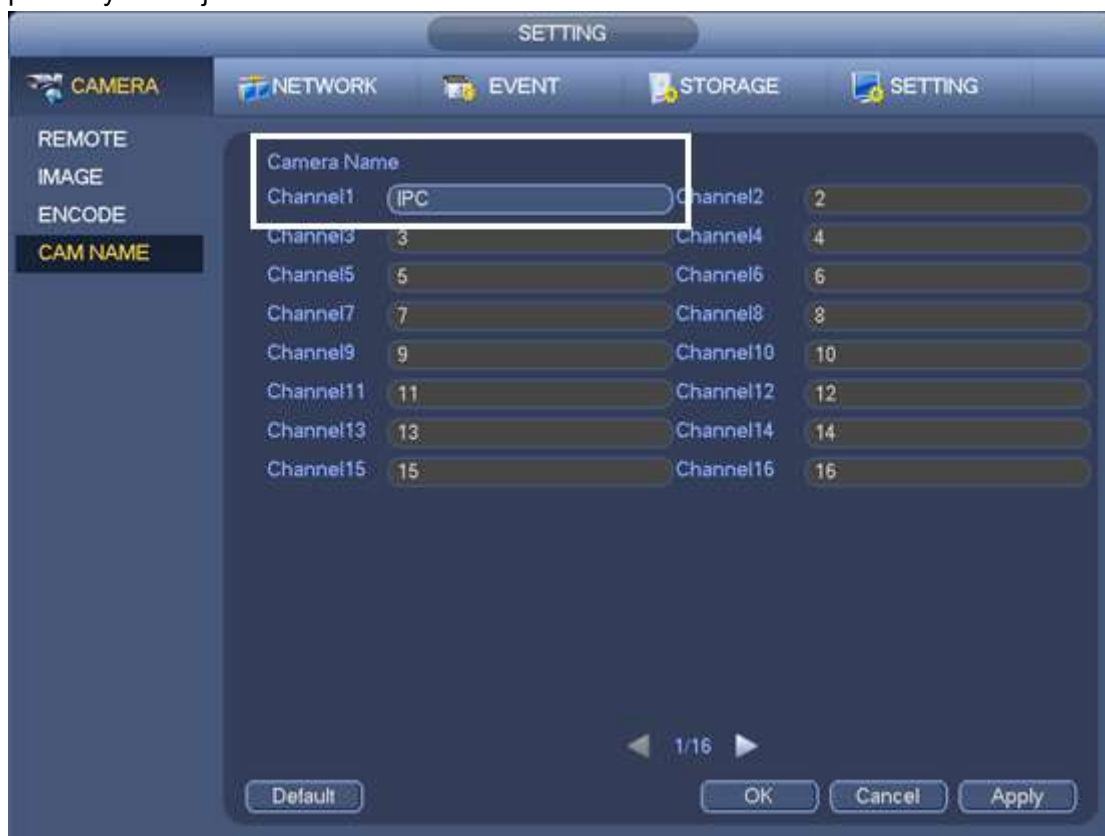 SETTING
CAMERA NETWORK EVENT STORAGE SETTING
REMOTE
IMAGE
ENCODE
CAM NAME
Camera Name
Channel1 IPC Channel2 2
Channel3 3 Channel4 4
Channel5 5 Channel6 6
Channel7 7 Channel8 8
Channel9 9 Channel10 10
Channel11 11 Channel12 12
Channel13 13 Channel14 14
Channel15 15 Channel16 16
1/16
Default OK Cancel Apply